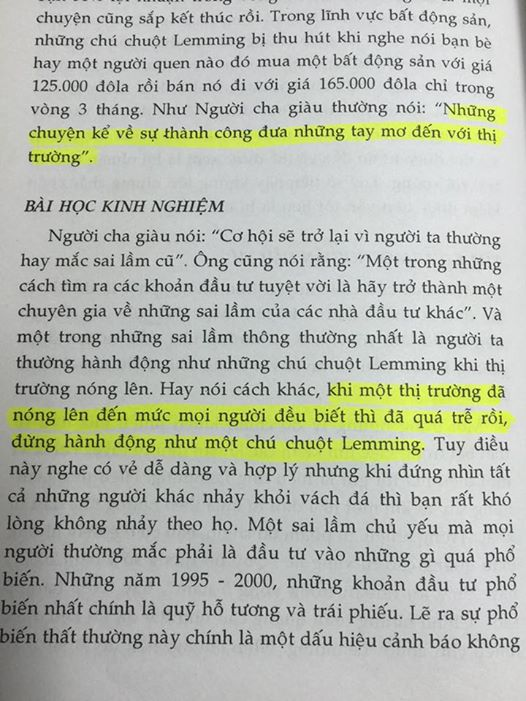 chuyện cũng sắp kết thúc rồi. Trong lĩnh vực bất động sản,
những chú chuột Lemming bị thu hút khi nghe nói bạn bè
hay một người quen nào đó mua một bất động sản với giá
125.000 đôla rồi bán nó đi với giá 165.000 đôla chỉ trong
vòng 3 tháng. Như Người cha giàu thường nói: “Những
chuyện kể về sự thành công đưa những tay mơ đến với thị
trường”.
BÀI HỌC KINH NGHIỆM
Người cha giàu nói: “Cơ hội sẽ trở lại vì người ta thường
hay mắc sai lầm cũ”. Ông cũng nói rằng: “Một trong những
cách tìm ra các khoản đầu tư tuyệt vời là hãy trở thành một
chuyên gia về những sai lầm của các nhà đầu tư khác”. Và
một trong những sai lầm thông thường nhất là người ta
thường hành động như những chú chuột Lemming khi thị
trường nóng lên. Hay nói cách khác, khi một thị trường đã
nóng lên đến mức mọi người đều biết thì đã quá trễ rồi,
đừng hành động như một chú chuột Lemming. Tuy điều
này nghe có vẻ dễ dàng và hợp lý nhưng khi đứng nhìn tất
cả những người khác nhảy khỏi vách đá thì bạn rất khó
lòng không nhảy theo họ. Một sai lầm chủ yếu mà mọi
người thường mắc phải là đầu tư vào những gì quá phổ
biến. Những năm 1995 - 2000, những khoản đầu tư phổ
biến nhất chính là quỹ hỗ tương và trái phiếu. Lẽ ra sự phổ
biến thất thường này chính là một dấu hiệu cảnh báo không